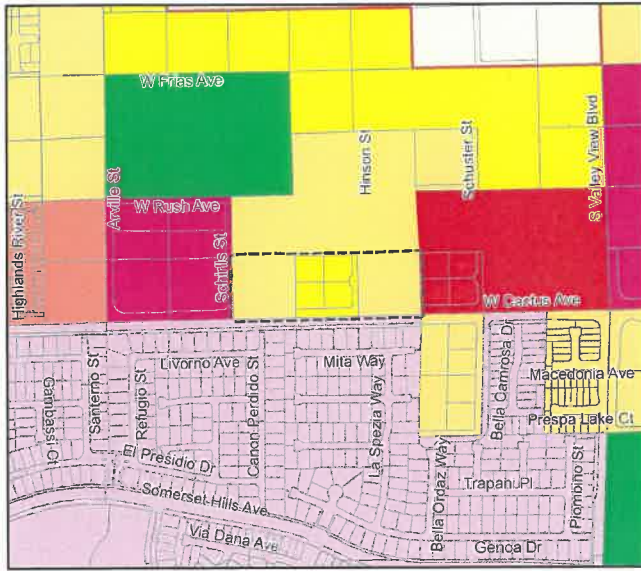 W Frias Ave
Hinson St
Schuster St
S Valley View Blvd
Highlands River St
Arville St
W Rush Ave
Schirlls St
W Cactus Ave
Livorno Ave
Mita Way
Bella Camrosa Dr
Macedonia Ave
Gambassi Ct
Santerno St
Refugio St
Canon Perdido St
La Spezia Way
Prespa Lake Ct
El Presidio Dr
Somerset Hills Ave
Bella Ordaz Way
Trapani Pl
Piombino St
Via Dana Ave
Genoa Dr